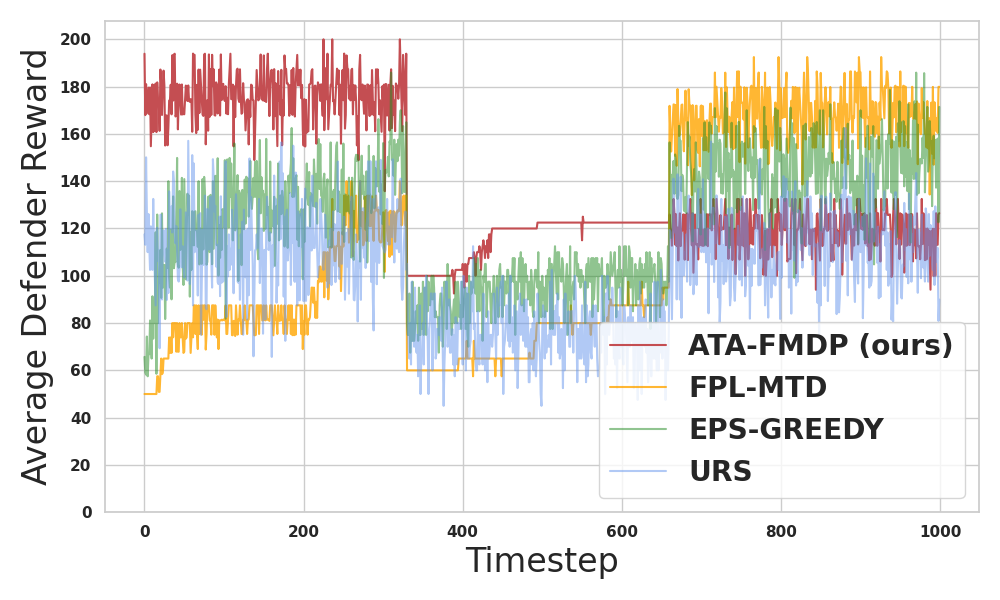 Average Defender Reward
200
180
160
140
120
100
80
60
40
20
0
ATA-FMDP (ours)
FPL-MTD
EPS-GREEDY
URS
0 200 400 600 800 1000
Timestep